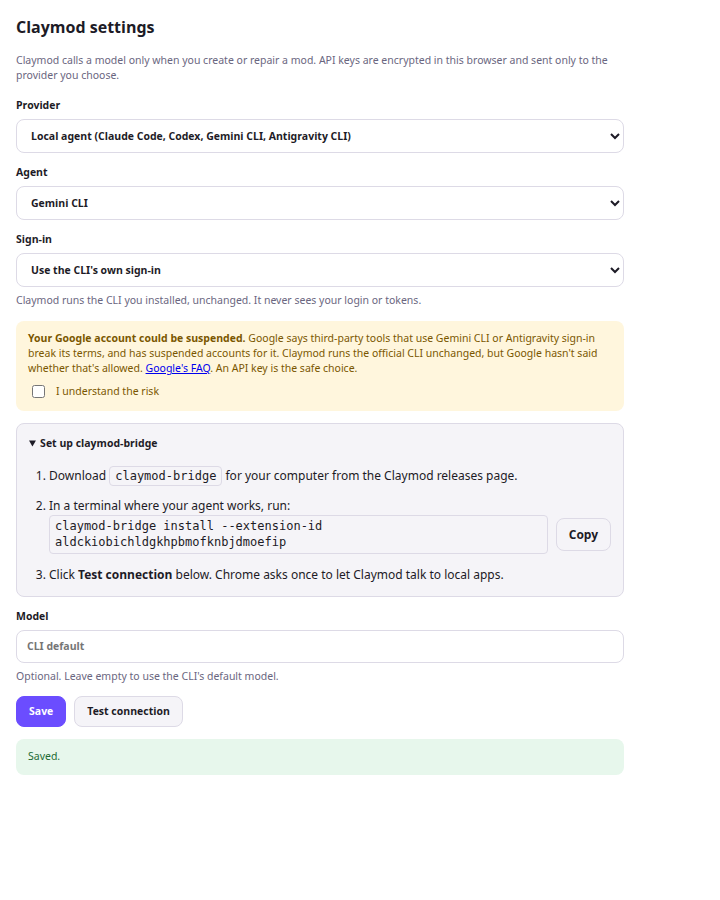 Claymod settings
Claymod calls a model only when you create or repair a mod. API keys are encrypted in this browser and sent only to the
provider you choose.
Provider
Local agent (Claude Code, Codex, Gemini CLI, Antigravity CLI)
Agent
Gemini CLI
Sign-in
Use the CLI's own sign-in
Claymod runs the CLI you installed, unchanged. It never sees your login or tokens.
Your Google account could be suspended. Google says third-party tools that use Gemini CLI or Antigravity sign-in
break its terms, and has suspended accounts for it. Claymod runs the official CLI unchanged, but Google hasn't said
whether that's allowed. Google's FAQ. An API key is the safe choice.
I understand the risk
▼ Set up claymod-bridge
1. Download claymod-bridge for your computer from the Claymod releases page.
2. In a terminal where your agent works, run:
claymod-bridge install --extension-id
aldckiobichldgkhpbmofknbjdmoefip
Copy
3. Click Test connection below. Chrome asks once to let Claymod talk to local apps.
Model
CLI default
Optional. Leave empty to use the CLI's default model.
Save
Test connection
Saved.